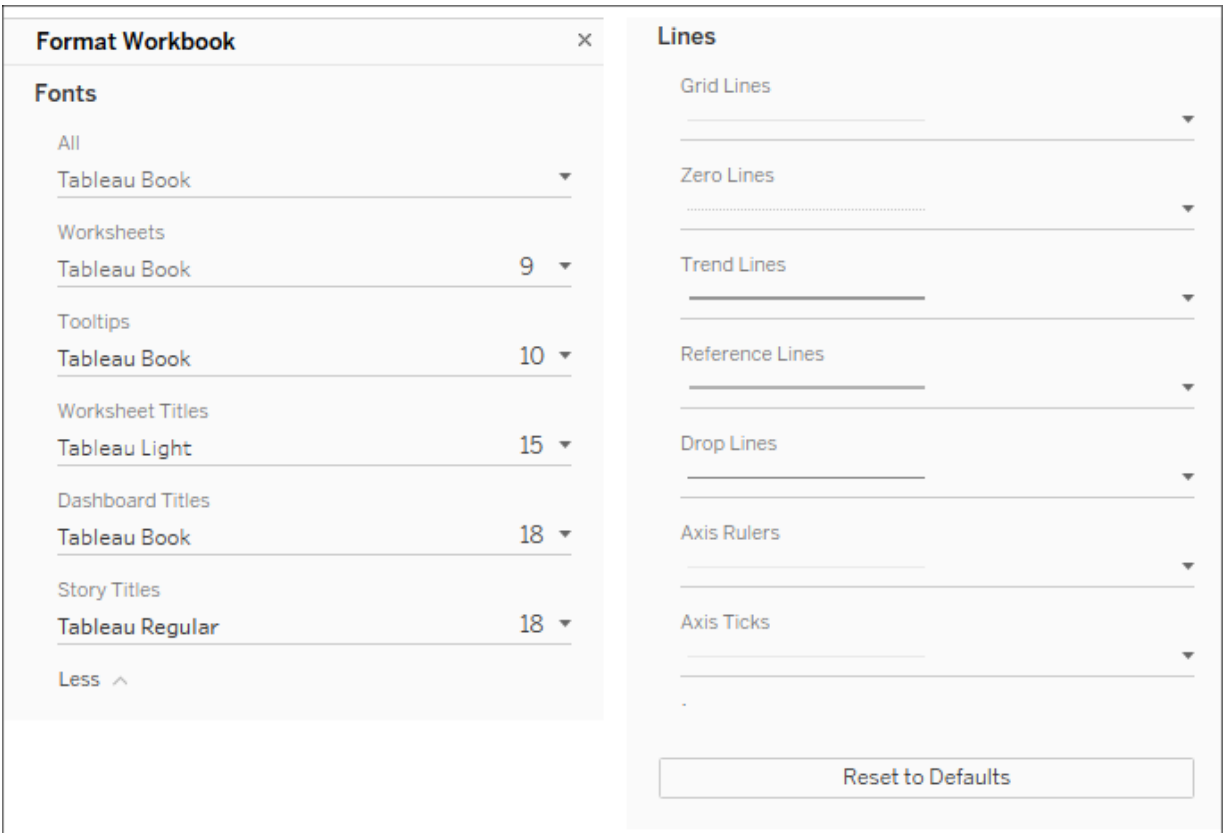 Format Workbook ×
Fonts
All
Tableau Book
Worksheets
Tableau Book 9
Tooltips
Tableau Book 10
Worksheet Titles
Tableau Light 15
Dashboard Titles
Tableau Book 18
Story Titles
Tableau Regular 18
Less
Lines
Grid Lines
Zero Lines
Trend Lines
Reference Lines
Drop Lines
Axis Rulers
Axis Ticks
Reset to Defaults